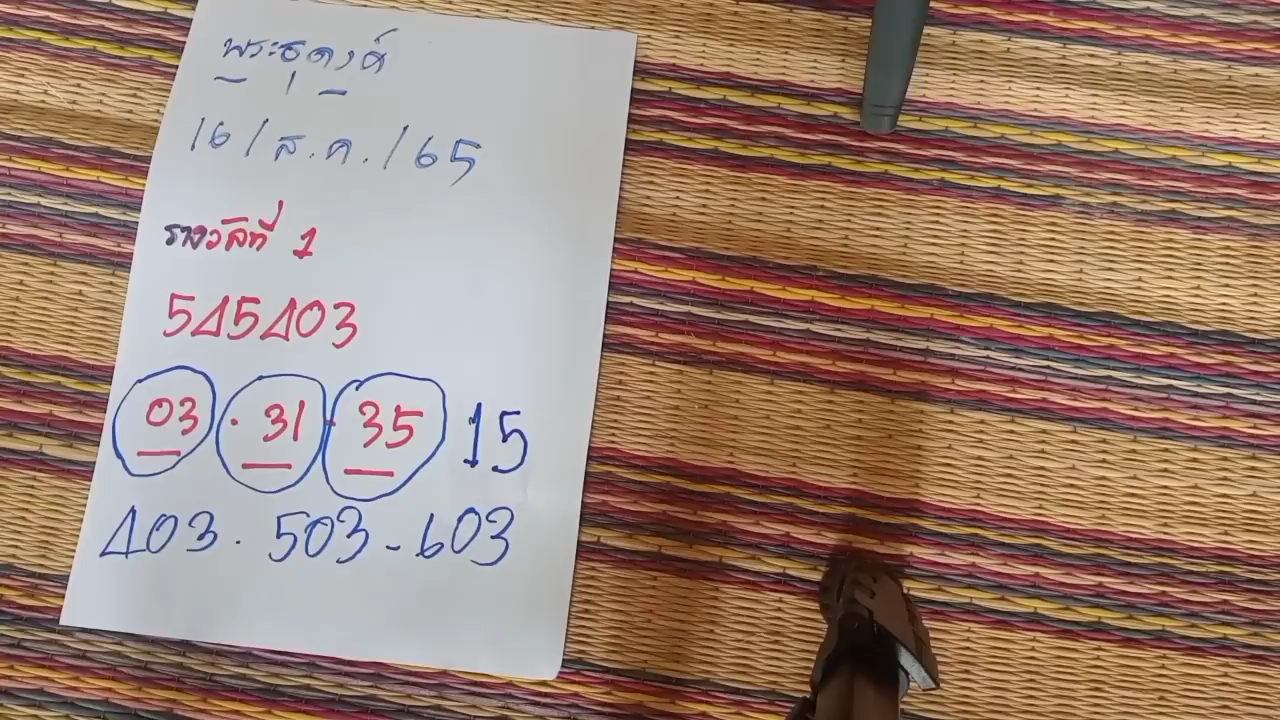 พระธุดงค์
16/ส.ค./65
รางวัลที่ 1
545403
03 . 31 . 35 15
403 . 503 - 603